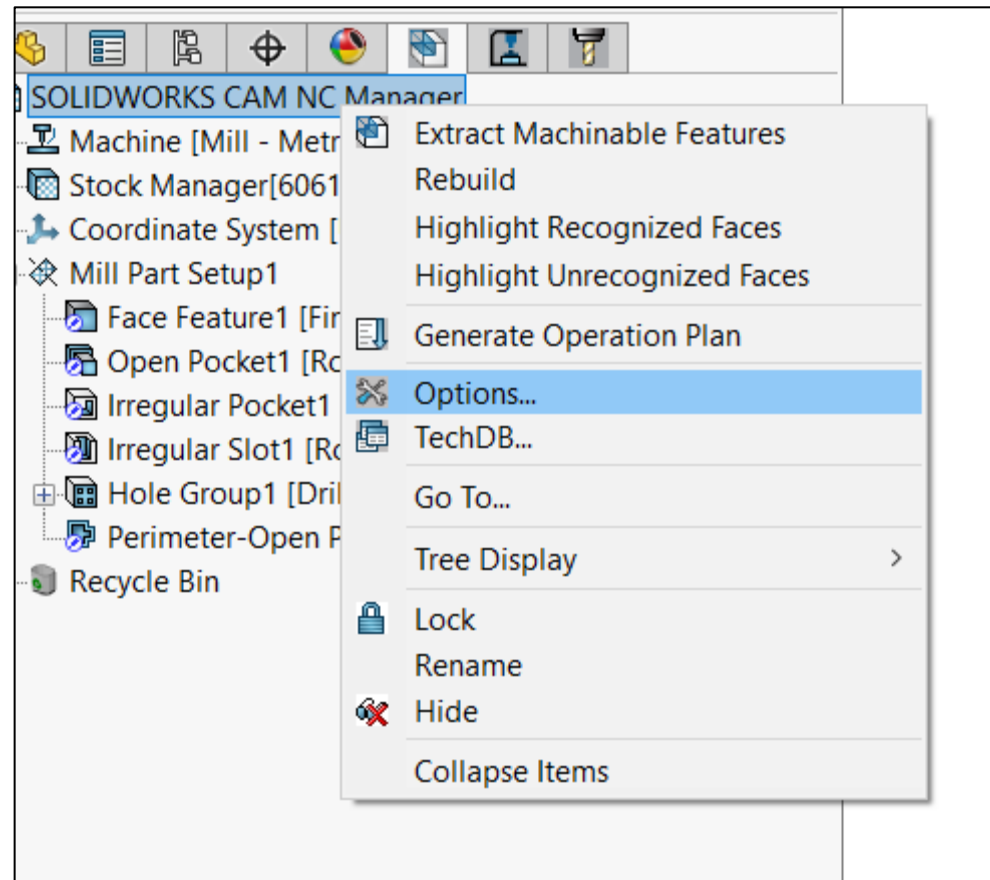 SOLIDWORKS CAM NC Manager
Machine [Mill - Metr
Stock Manager[6061
Coordinate System [
Mill Part Setup1
Face Feature1 [Fin
Open Pocket1 [Ro
Irregular Pocket1
Irregular Slot1 [Ro
Hole Group1 [Dril
Perimeter-Open P
Recycle Bin
Extract Machinable Features
Rebuild
Highlight Recognized Faces
Highlight Unrecognized Faces
Generate Operation Plan
Options...
TechDB...
Go To...
Tree Display
Lock
Rename
Hide
Collapse Items